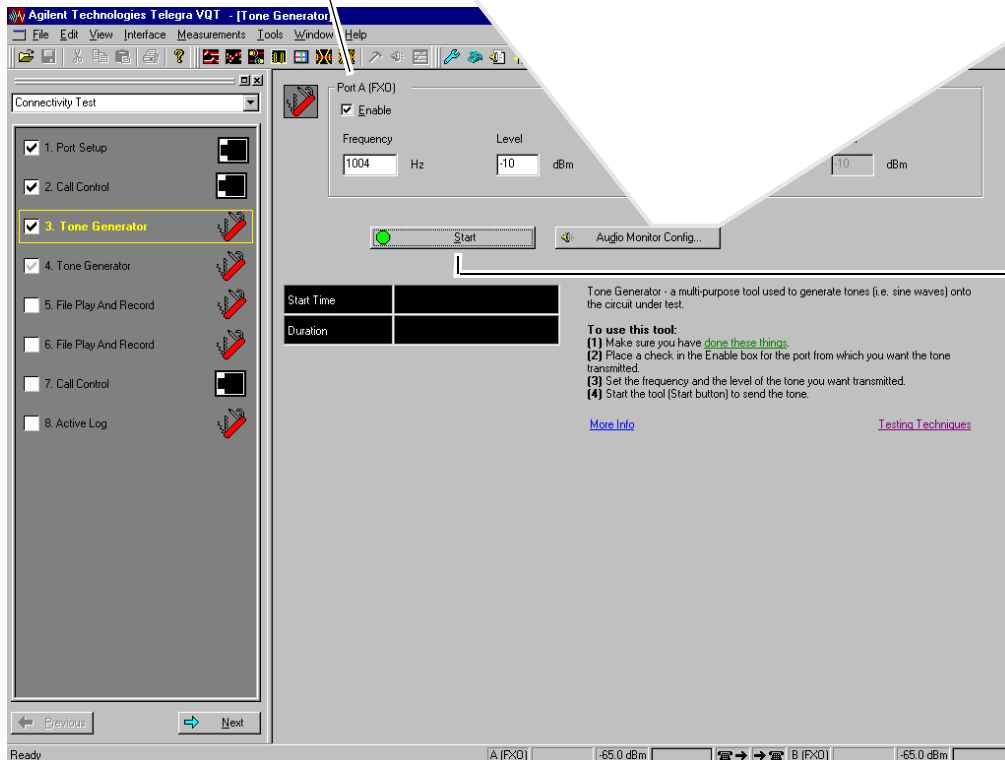 Agilent Technologies Telegra VQT - [Tone Generator]
File Edit View Interface Measurements Tools Window Help
Connectivity Test
1. Port Setup
2. Call Control
3. Tone Generator
4. Tone Generator
5. File Play And Record
6. File Play And Record
7. Call Control
8. Active Log
Previous Next
Port A (FXO)
Enable
Frequency Level
1004 Hz -10 dBm
-10 dBm
Start Audio Monitor Config...
Start Time
Duration
Tone Generator - a multi-purpose tool used to generate tones (i.e. sine waves) onto
the circuit under test.
To use this tool:
(1) Make sure you have done these things.
(2) Place a check in the Enable box for the port from which you want the tone
transmitted.
(3) Set the frequency and the level of the tone you want transmitted.
(4) Start the tool (Start button) to send the tone.
More Info Testing Techniques
Ready A (FXO) -65.0 dBm B (FXO) -65.0 dBm